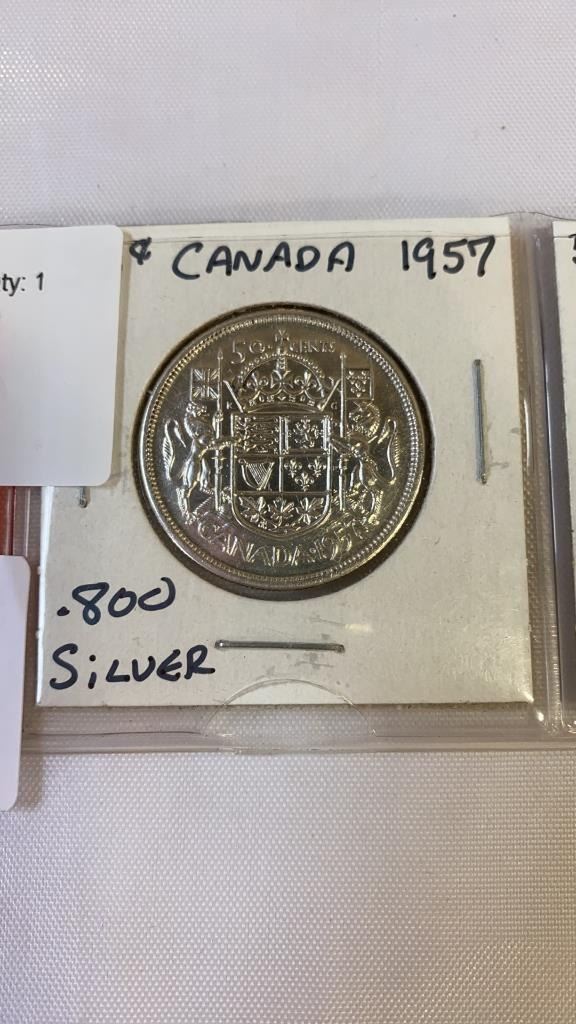 ty: 1
¢ CANADA 1957
50 CENTS
CANADA 1957
.800
SILVER